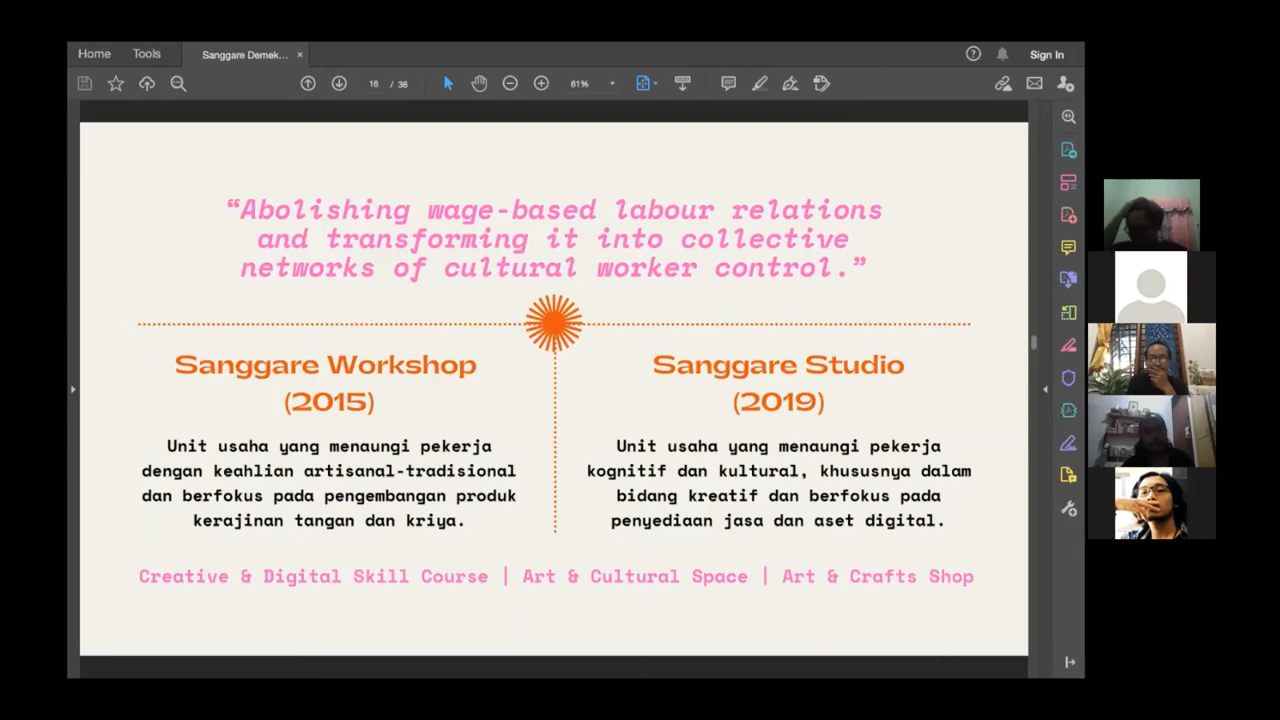 Home Tools Sanggare Demek... × Sign In
16 / 36 61%
“Abolishing wage-based labour relations
and transforming it into collective
networks of cultural worker control.”
Sanggare Workshop
(2015)
Unit usaha yang menaungi pekerja
dengan keahlian artisanal-tradisional
dan berfokus pada pengembangan produk
kerajinan tangan dan kriya.
Sanggare Studio
(2019)
Unit usaha yang menaungi pekerja
kognitif dan kultural, khususnya dalam
bidang kreatif dan berfokus pada
penyediaan jasa dan aset digital.
Creative & Digital Skill Course | Art & Cultural Space | Art & Crafts Shop